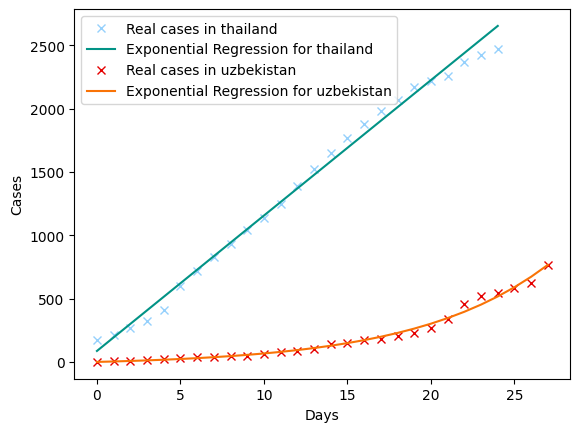 Real cases in thailand
Exponential Regression for thailand
Real cases in uzbekistan
Exponential Regression for uzbekistan
2500
2000
1500
1000
500
0
Cases
0 5 10 15 20 25
Days